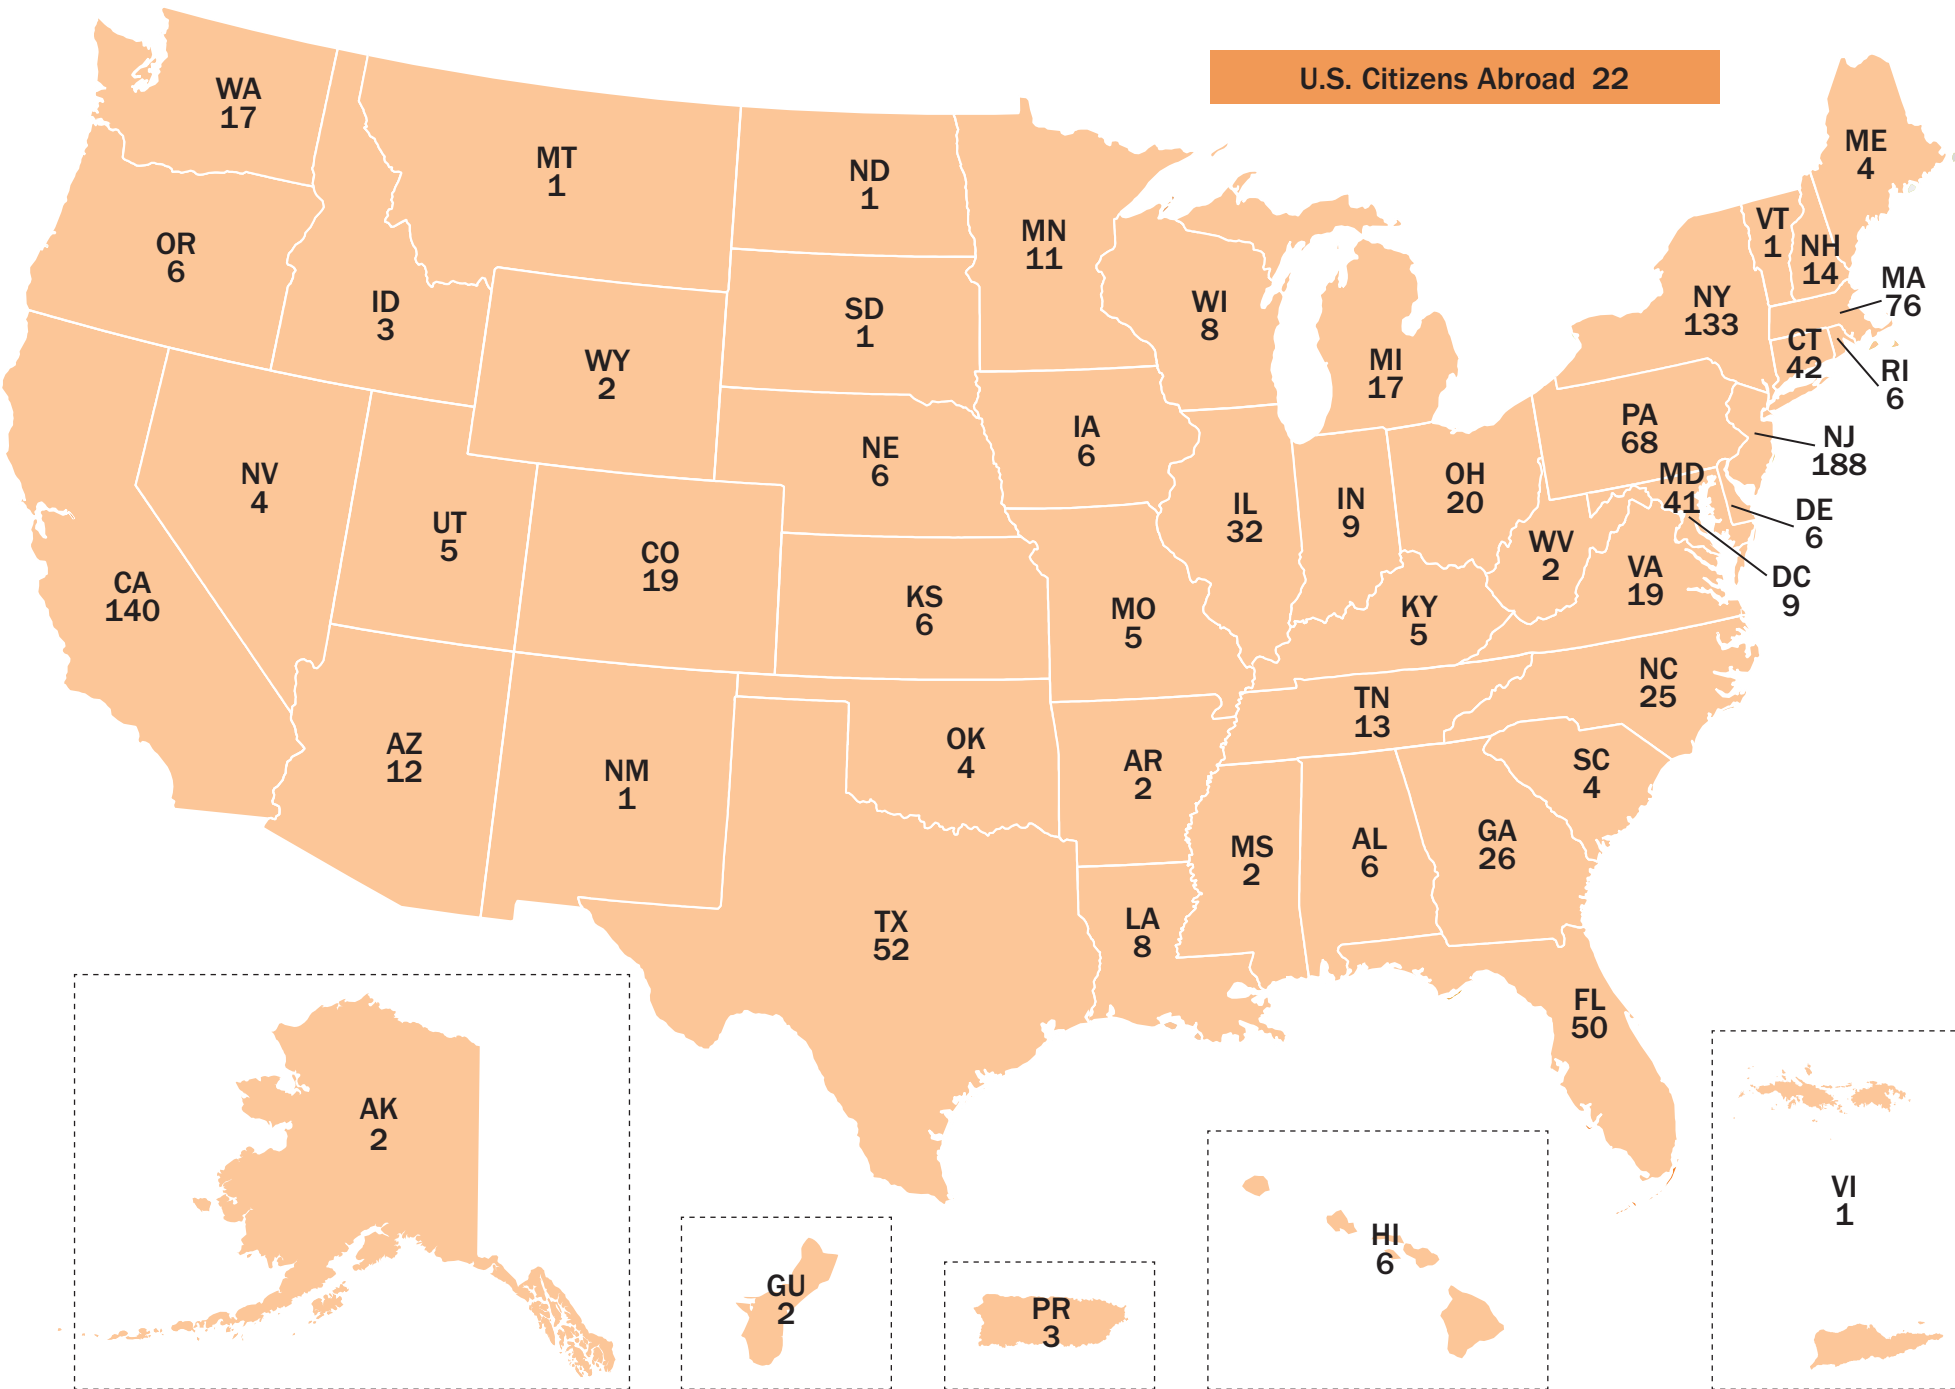 U.S. Citizens Abroad 22
WA
17
MT
1
ND
1
MN
11
ME
4
VT
1
NH
14
MA
76
OR
6
ID
3
SD
1
WI
8
NY
133
WY
2
MI
17
CT
42
RI
6
NV
4
NE
6
IA
6
PA
68
NJ
188
UT
5
CO
19
IL
32
IN
9
OH
20
MD
41
DE
6
CA
140
KS
6
MO
5
KY
5
WV
2
VA
19
DC
9
AZ
12
NM
1
OK
4
AR
2
TN
13
NC
25
SC
4
TX
52
LA
8
MS
2
AL
6
GA
26
FL
50
AK
2
GU
2
PR
3
HI
6
VI
1